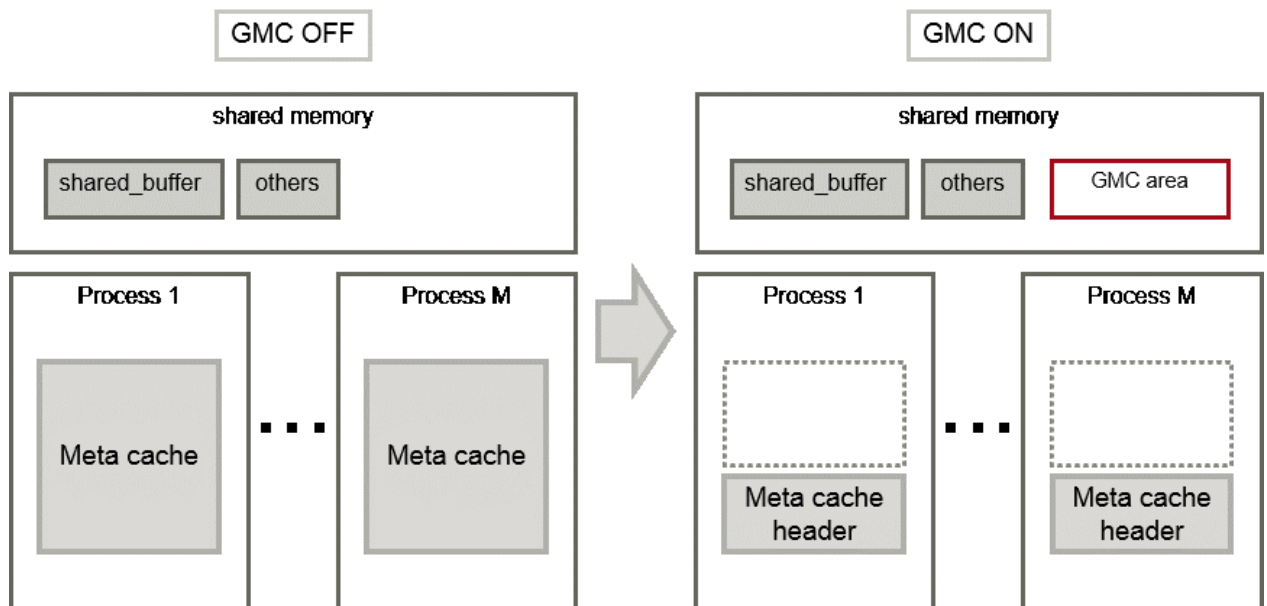 GMC OFF
shared memory
shared_buffer
others
Process 1
Process M
Meta cache
Meta cache
GMC ON
shared memory
shared_buffer
others
GMC area
Process 1
Process M
Meta cache
header
Meta cache
header